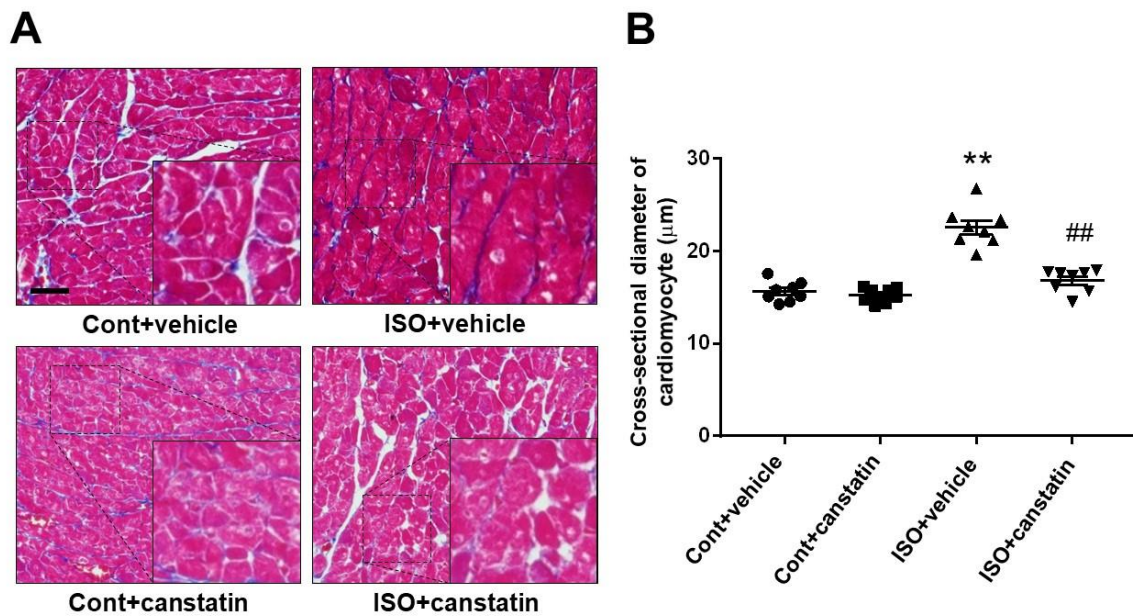 A
Cont+vehicle
ISO+vehicle
Cont+canstatin
ISO+canstatin
B
Cross-sectional diameter of
cardiomyocyte (μm)
30
20
10
0
**
##
Cont+vehicle
Cont+canstatin
ISO+vehicle
ISO+canstatin